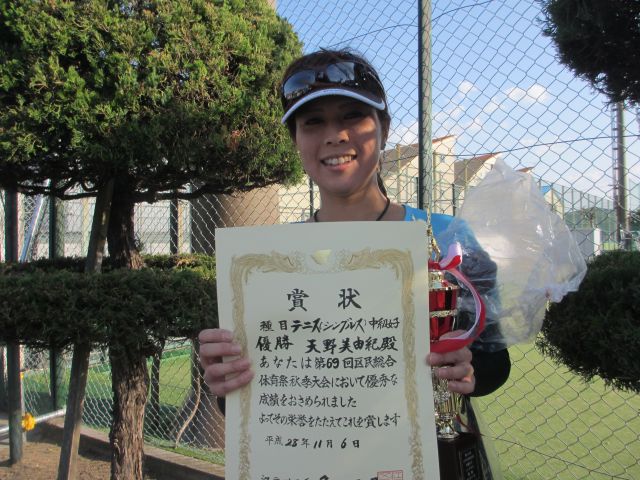 賞状
種目 テニス(シングルス)中級女子
優勝 天野美由紀殿
あなたは第69回区民総合
体育祭秋季大会において優秀な
成績をおさめられました
よってその栄誉をたたえてこれを賞します
平成28年11月6日